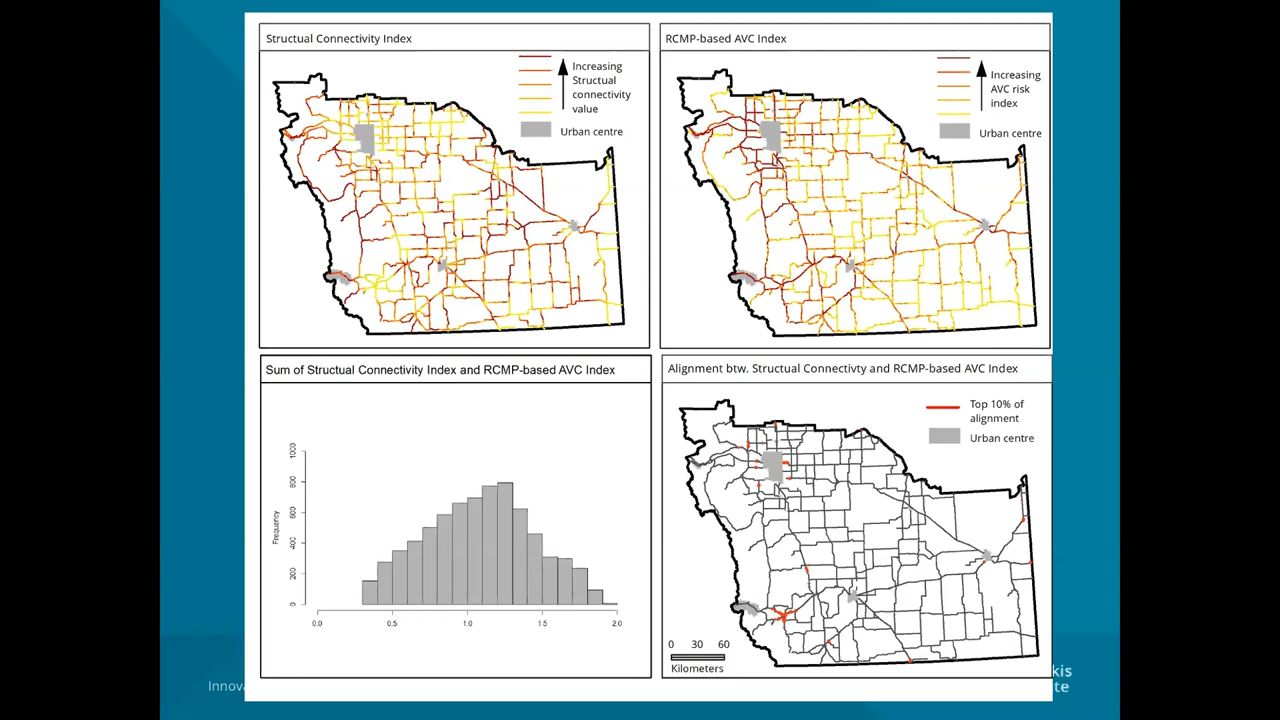 Structual Connectivity Index
Increasing
Structual
connectivity
value
Urban centre
RCMP-based AVC Index
Increasing
AVC risk
index
Urban centre
Sum of Structual Connectivity Index and RCMP-based AVC Index
Frequency
0
200
400
600
800
1000
0.0
0.5
1.0
1.5
2.0
Alignment btw. Structual Connectivty and RCMP-based AVC Index
Top 10% of
alignment
Urban centre
0 30 60
Kilometers
Innova
kis
te